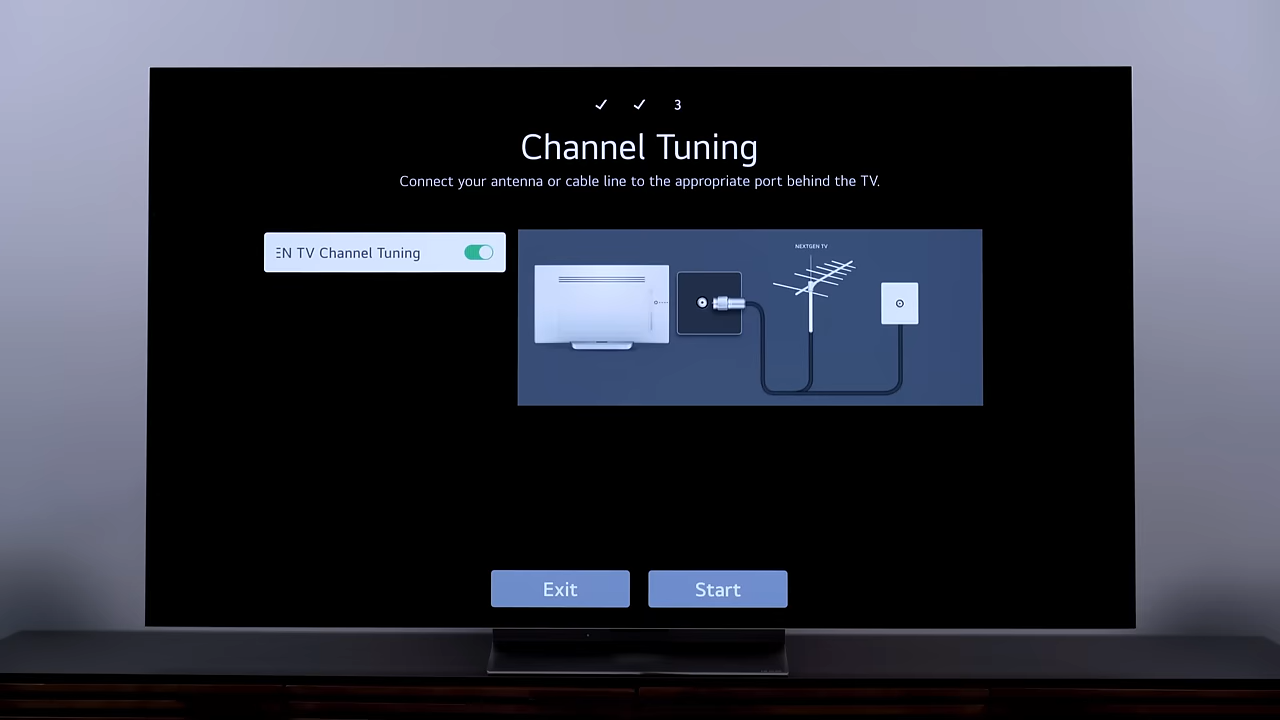 ✓ ✓ 3
Channel Tuning
Connect your antenna or cable line to the appropriate port behind the TV.
EN TV Channel Tuning
NEXTGEN TV
Exit
Start